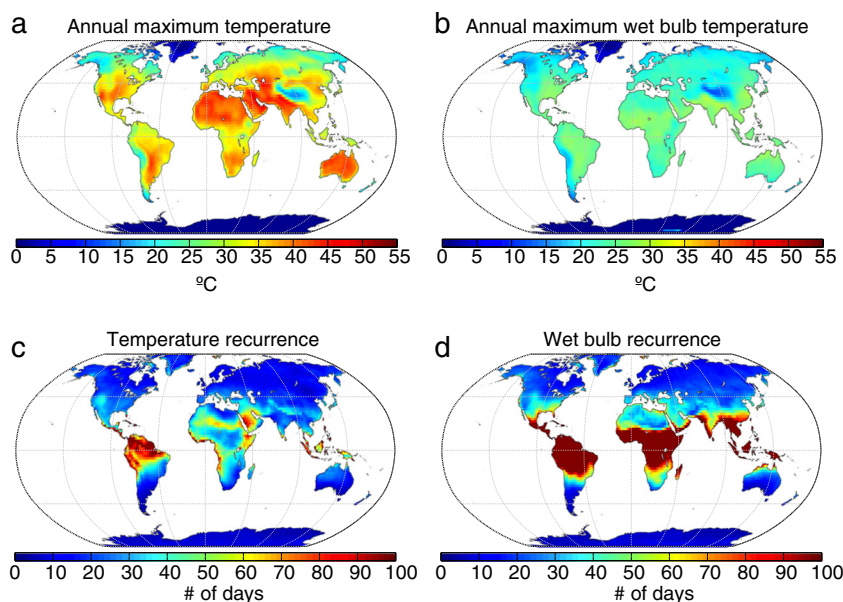 a Annual maximum temperature
b Annual maximum wet bulb temperature
0 5 10 15 20 25 30 35 40 45 50 55
ºC
0 5 10 15 20 25 30 35 40 45 50 55
ºC
c Temperature recurrence
d Wet bulb recurrence
0 10 20 30 40 50 60 70 80 90 100
# of days
0 10 20 30 40 50 60 70 80 90 100
# of days